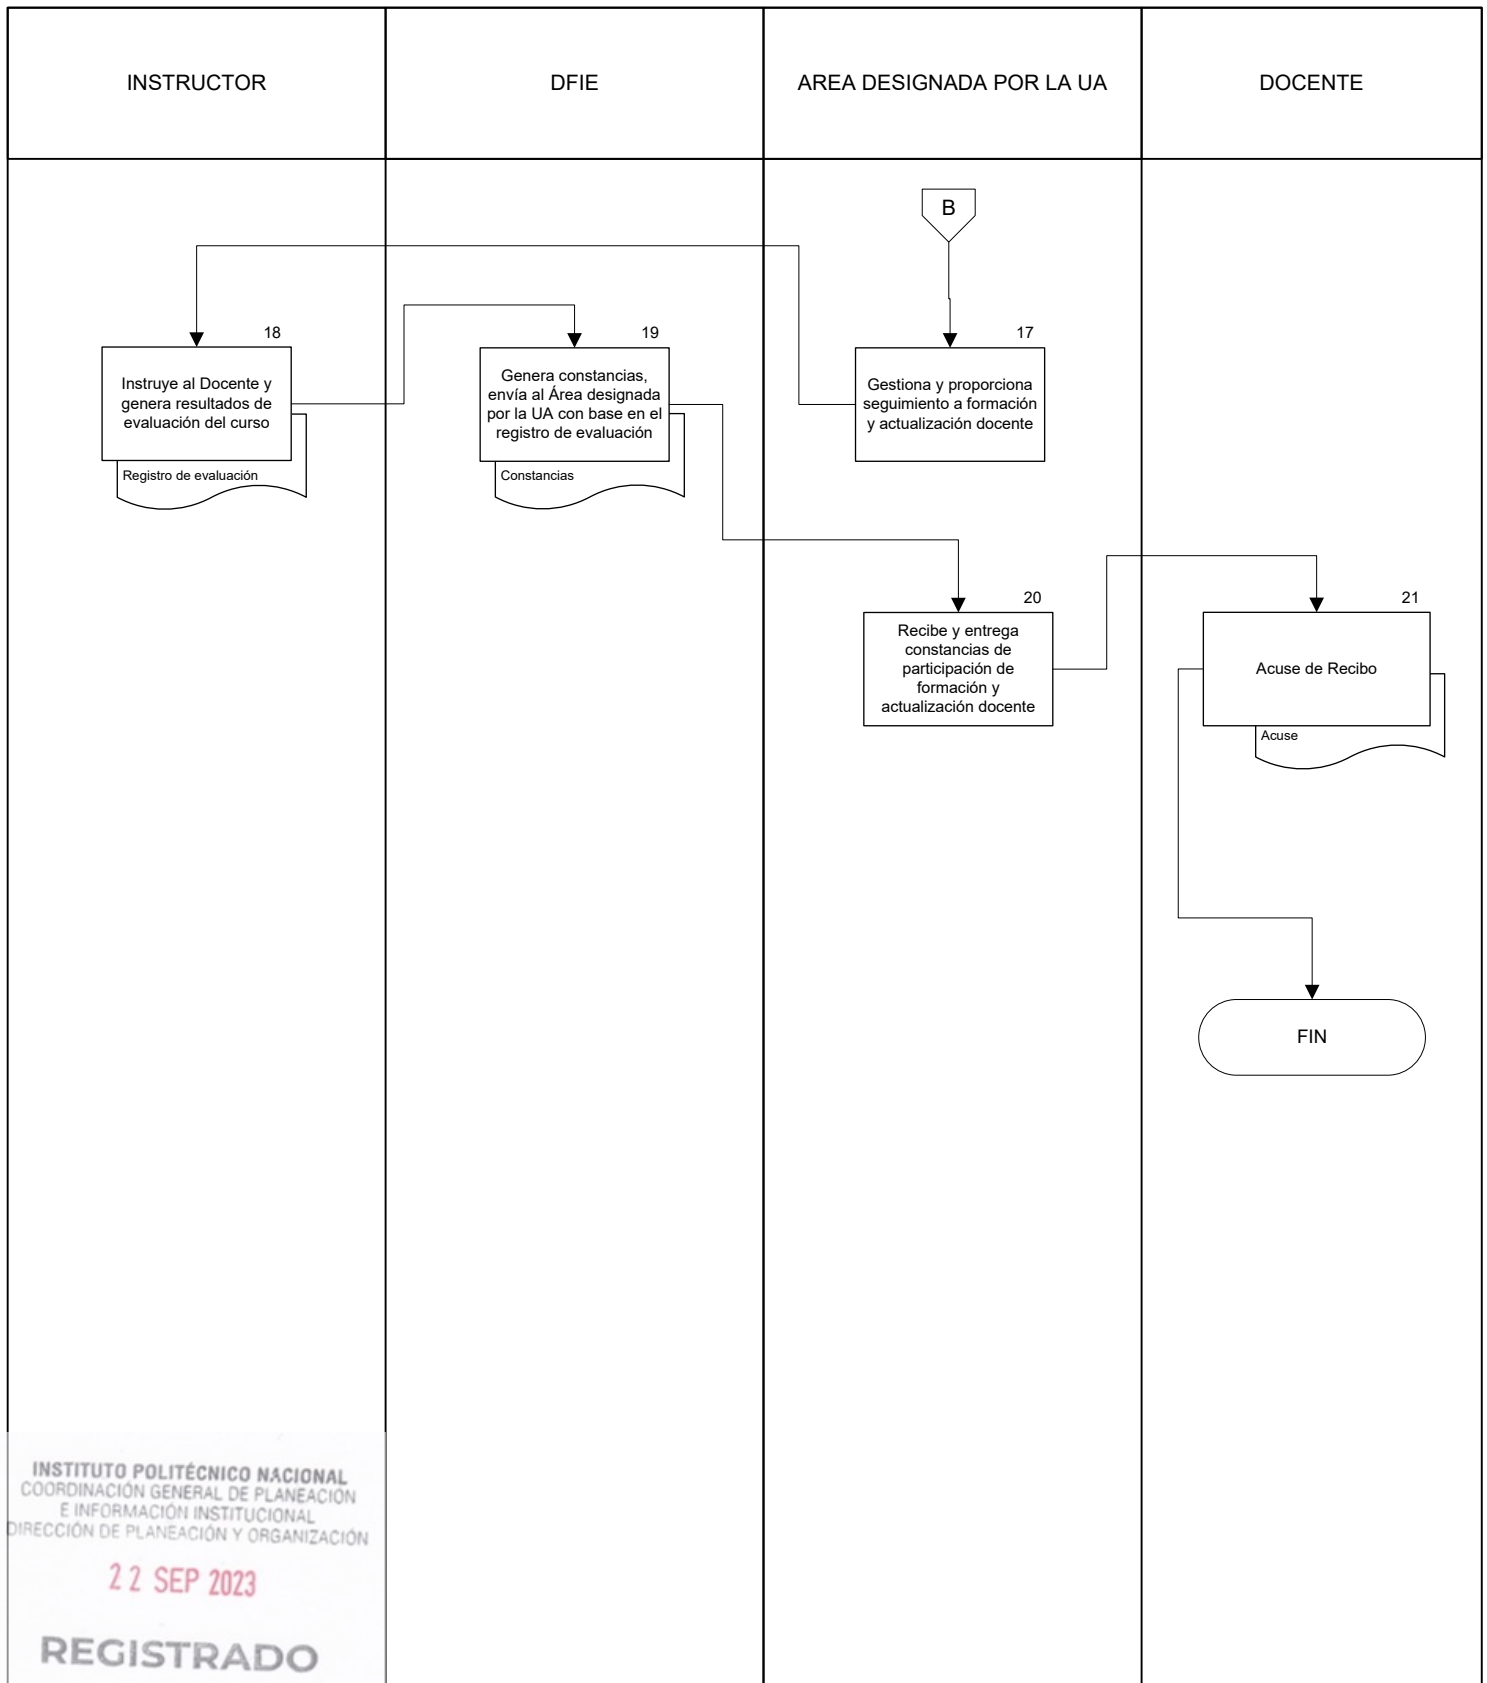 INSTRUCTOR
DFIE
AREA DESIGNADA POR LA UA
DOCENTE
B
18
Instruye al Docente y
genera resultados de
evaluación del curso
Registro de evaluación
19
Genera constancias,
envía al Área designada
por la UA con base en el
registro de evaluación
Constancias
17
Gestiona y proporciona
seguimiento a formación
y actualización docente
20
Recibe y entrega
constancias de
participación de
formación y
actualización docente
21
Acuse de Recibo
Acuse
FIN
INSTITUTO POLITÉCNICO NACIONAL
COORDINACIÓN GENERAL DE PLANEACIÓN
E INFORMACIÓN INSTITUCIONAL
DIRECCIÓN DE PLANEACIÓN Y ORGANIZACIÓN
22 SEP 2023
REGISTRADO